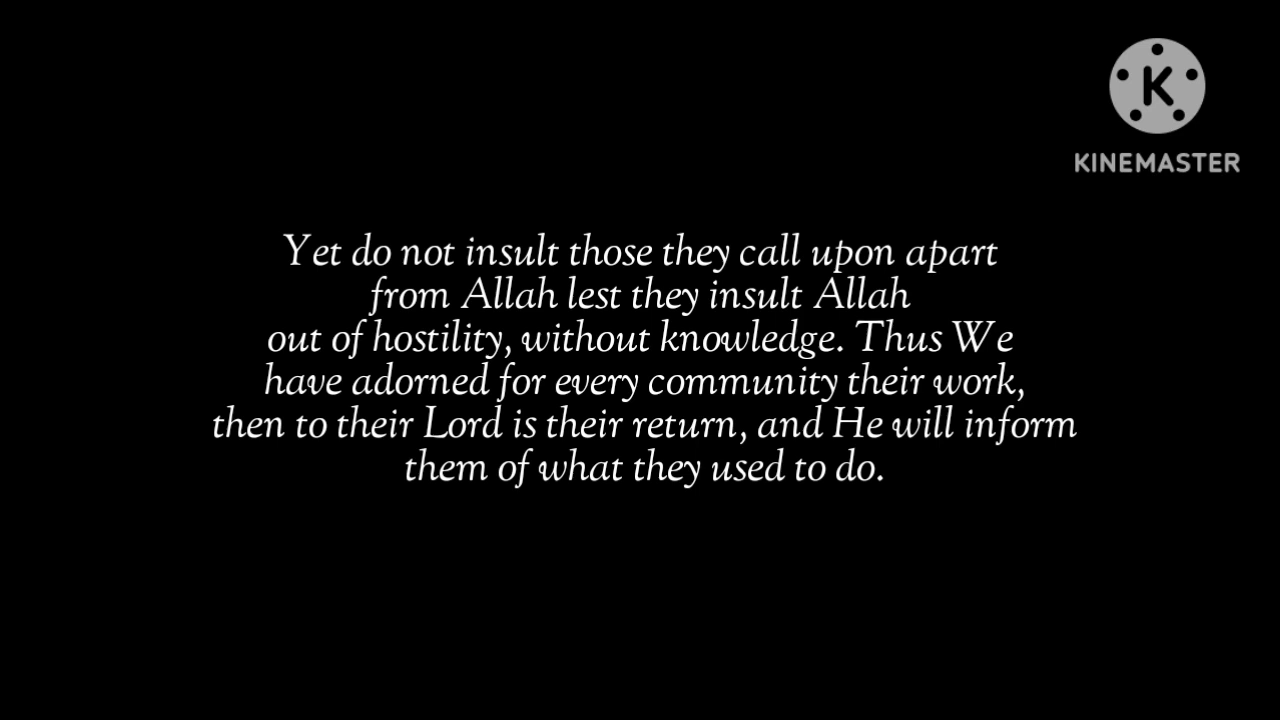 K
KINEMASTER
Yet do not insult those they call upon apart
from Allah lest they insult Allah
out of hostility, without knowledge. Thus We
have adorned for every community their work,
then to their Lord is their return, and He will inform
them of what they used to do.